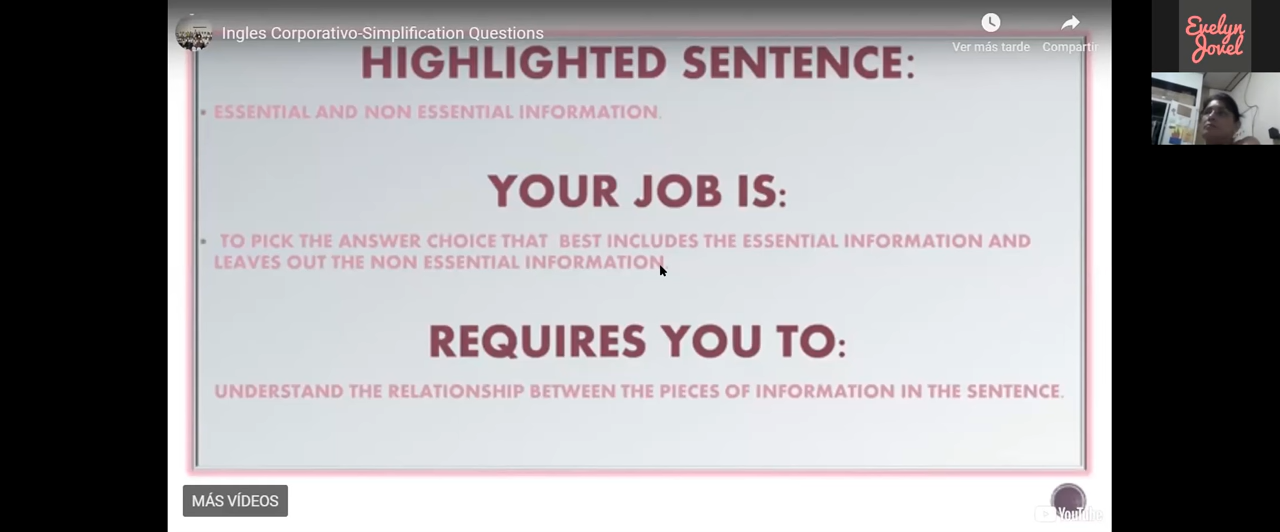 Ingles Corporativo-Simplification Questions
Ver más tarde
Compartir
Evelyn
Jovel
HIGHLIGHTED SENTENCE:
• ESSENTIAL AND NON ESSENTIAL INFORMATION.
YOUR JOB IS:
• TO PICK THE ANSWER CHOICE THAT BEST INCLUDES THE ESSENTIAL INFORMATION AND
LEAVES OUT THE NON ESSENTIAL INFORMATION
REQUIRES YOU TO:
UNDERSTAND THE RELATIONSHIP BETWEEN THE PIECES OF INFORMATION IN THE SENTENCE.
MÁS VÍDEOS
YouTube